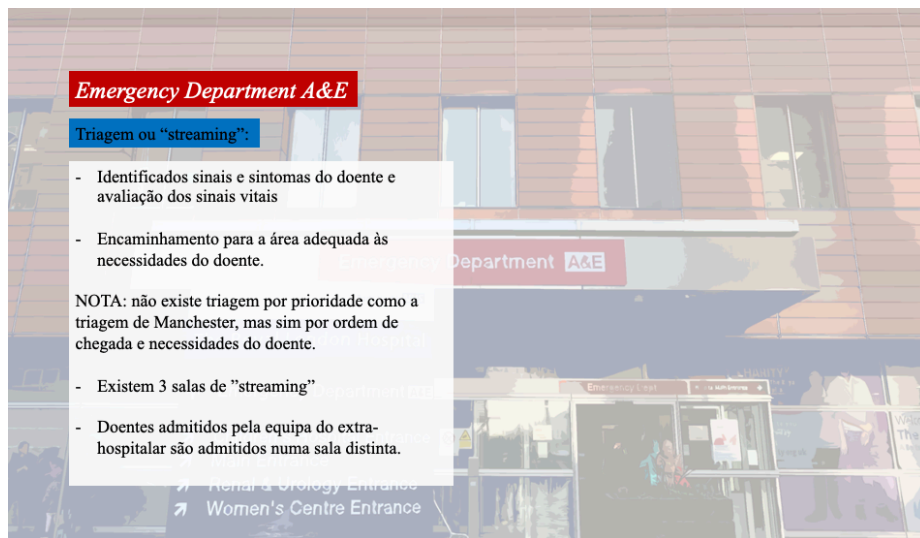 Emergency Department A&E
Triagem ou “streaming”:
- Identificados sinais e sintomas do doente e
avaliação dos sinais vitais
- Encaminhamento para a área adequada às
necessidades do doente.
Emergency Department A&E
NOTA: não existe triagem por prioridade como a
triagem de Manchester, mas sim por ordem de
chegada e necessidades do doente.
Hospital
- Existem 3 salas de ”streaming”
Emergency Dept
- Doentes admitidos pela equipa do extra-
hospitalar são admitidos numa sala distinta.
Entrance
Renal & Urology Entrance
Women's Centre Entrance